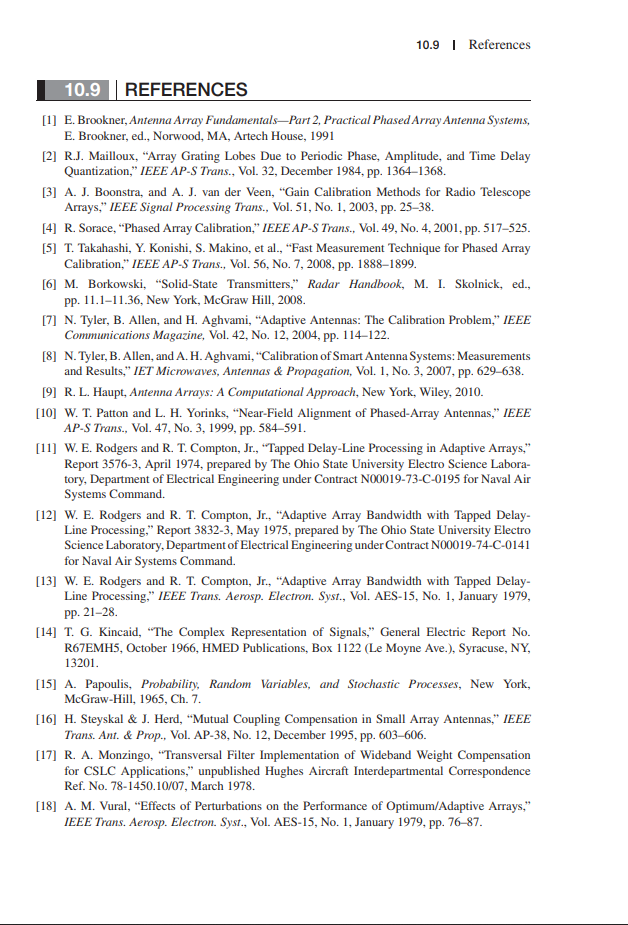 10.9 References
10.9 REFERENCES
[1] E. Brookner, Antenna Array Fundamentals—Part 2, Practical Phased Array Antenna Systems,
E. Brookner, ed., Norwood, MA, Artech House, 1991
[2] R.J. Mailloux, “Array Grating Lobes Due to Periodic Phase, Amplitude, and Time Delay
Quantization,” IEEE AP-S Trans., Vol. 32, December 1984, pp. 1364–1368.
[3] A. J. Boonstra, and A. J. van der Veen, “Gain Calibration Methods for Radio Telescope
Arrays,” IEEE Signal Processing Trans., Vol. 51, No. 1, 2003, pp. 25–38.
[4] R. Sorace, “Phased Array Calibration,” IEEE AP-S Trans., Vol. 49, No. 4, 2001, pp. 517–525.
[5] T. Takahashi, Y. Konishi, S. Makino, et al., “Fast Measurement Technique for Phased Array
Calibration,” IEEE AP-S Trans., Vol. 56, No. 7, 2008, pp. 1888–1899.
[6] M. Borkowski, “Solid-State Transmitters,” Radar Handbook, M. I. Skolnick, ed.,
pp. 11.1–11.36, New York, McGraw Hill, 2008.
[7] N. Tyler, B. Allen, and H. Aghvami, “Adaptive Antennas: The Calibration Problem,” IEEE
Communications Magazine, Vol. 42, No. 12, 2004, pp. 114–122.
[8] N. Tyler, B. Allen, and A. H. Aghvami, “Calibration of Smart Antenna Systems: Measurements
and Results,” IET Microwaves, Antennas & Propagation, Vol. 1, No. 3, 2007, pp. 629–638.
[9] R. L. Haupt, Antenna Arrays: A Computational Approach, New York, Wiley, 2010.
[10] W. T. Patton and L. H. Yorinks, “Near-Field Alignment of Phased-Array Antennas,” IEEE
AP-S Trans., Vol. 47, No. 3, 1999, pp. 584–591.
[11] W. E. Rodgers and R. T. Compton, Jr., “Tapped Delay-Line Processing in Adaptive Arrays,”
Report 3576-3, April 1974, prepared by The Ohio State University Electro Science Labora-
tory, Department of Electrical Engineering under Contract N00019-73-C-0195 for Naval Air
Systems Command.
[12] W. E. Rodgers and R. T. Compton, Jr., “Adaptive Array Bandwidth with Tapped Delay-
Line Processing,” Report 3832-3, May 1975, prepared by The Ohio State University Electro
Science Laboratory, Department of Electrical Engineering under Contract N00019-74-C-0141
for Naval Air Systems Command.
[13] W. E. Rodgers and R. T. Compton, Jr., “Adaptive Array Bandwidth with Tapped Delay-
Line Processing,” IEEE Trans. Aerosp. Electron. Syst., Vol. AES-15, No. 1, January 1979,
pp. 21–28.
[14] T. G. Kincaid, “The Complex Representation of Signals,” General Electric Report No.
R67EMH5, October 1966, HMED Publications, Box 1122 (Le Moyne Ave.), Syracuse, NY,
13201.
[15] A. Papoulis, Probability, Random Variables, and Stochastic Processes, New York,
McGraw-Hill, 1965, Ch. 7.
[16] H. Steyskal & J. Herd, “Mutual Coupling Compensation in Small Array Antennas,” IEEE
Trans. Ant. & Prop., Vol. AP-38, No. 12, December 1995, pp. 603–606.
[17] R. A. Monzingo, “Transversal Filter Implementation of Wideband Weight Compensation
for CSLC Applications,” unpublished Hughes Aircraft Interdepartmental Correspondence
Ref. No. 78-1450.10/07, March 1978.
[18] A. M. Vural, “Effects of Perturbations on the Performance of Optimum/Adaptive Arrays,”
IEEE Trans. Aerosp. Electron. Syst., Vol. AES-15, No. 1, January 1979, pp. 76–87.